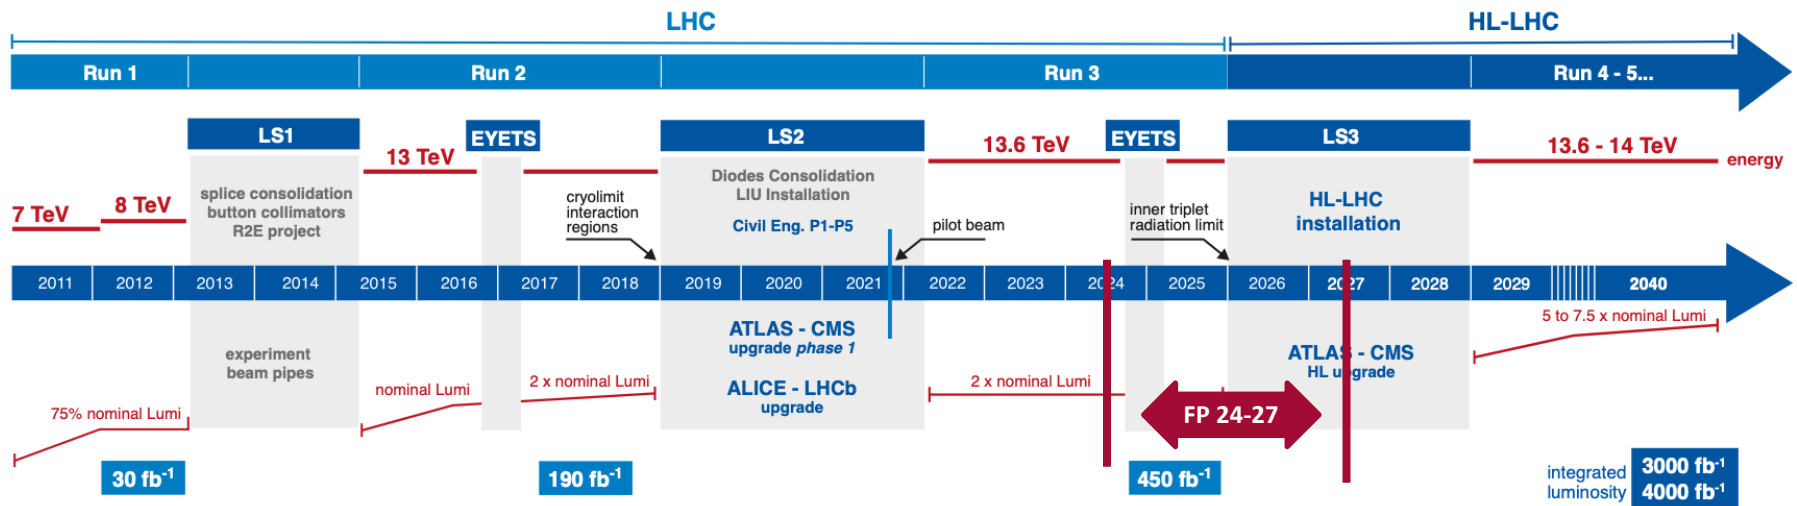 LHC
HL-LHC
Run 1
Run 2
Run 3
Run 4 - 5...
LS1
EYETS
LS2
EYETS
LS3
13 TeV
13.6 TeV
13.6 - 14 TeV
energy
7 TeV
8 TeV
splice consolidation
button collimators
R2E project
cryolimit
interaction
regions
Diodes Consolidation
LIU Installation
Civil Eng. P1-P5
pilot beam
inner triplet
radiation limit
HL-LHC
installation
2011 2012 2013 2014 2015 2016 2017 2018 2019 2020 2021 2022 2023 2024 2025 2026 2027 2028 2029 2040
experiment
beam pipes
ATLAS - CMS
upgrade phase 1
ALICE - LHCb
upgrade
ATLAS - CMS
HL upgrade
5 to 7.5 x nominal Lumi
75% nominal Lumi
nominal Lumi
2 x nominal Lumi
2 x nominal Lumi
FP 24-27
30 fb⁻¹
190 fb⁻¹
450 fb⁻¹
integrated
luminosity
3000 fb⁻¹
4000 fb⁻¹